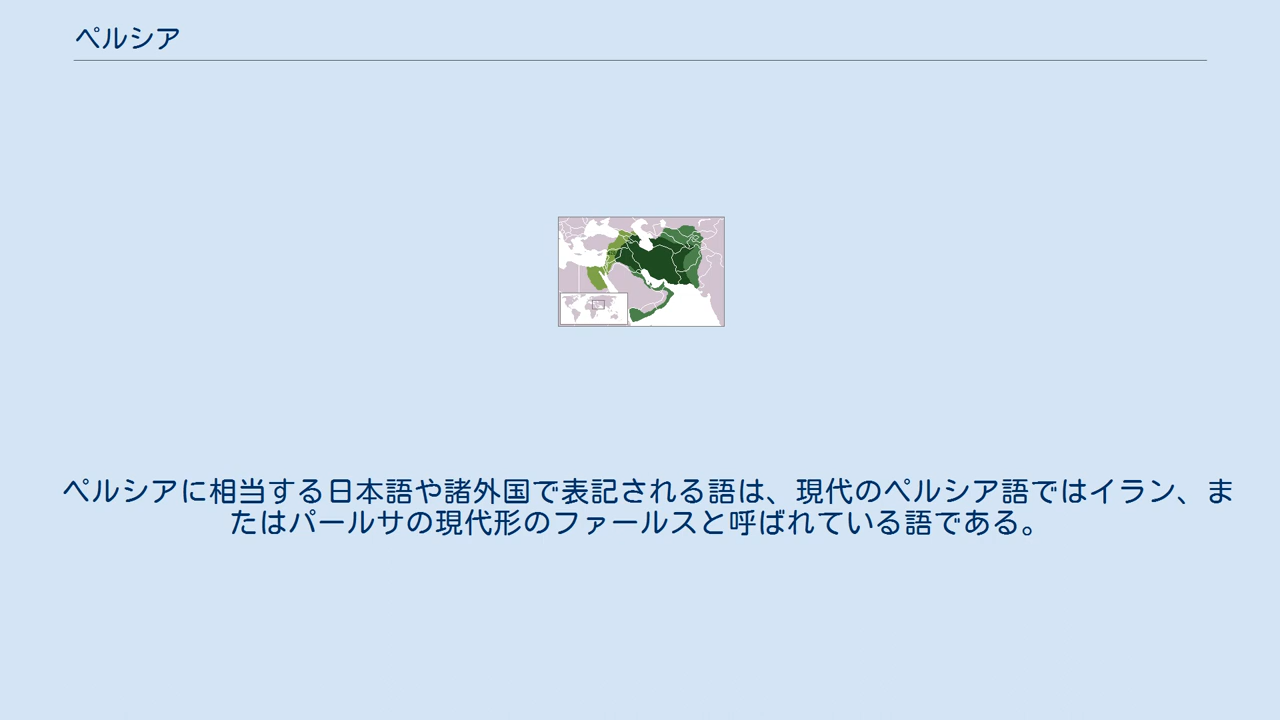 ペルシア
ペルシアに相当する日本語や諸外国で表記される語は、現代のペルシア語ではイラン、ま
たはパールサの現代形のファールスと呼ばれている語である。